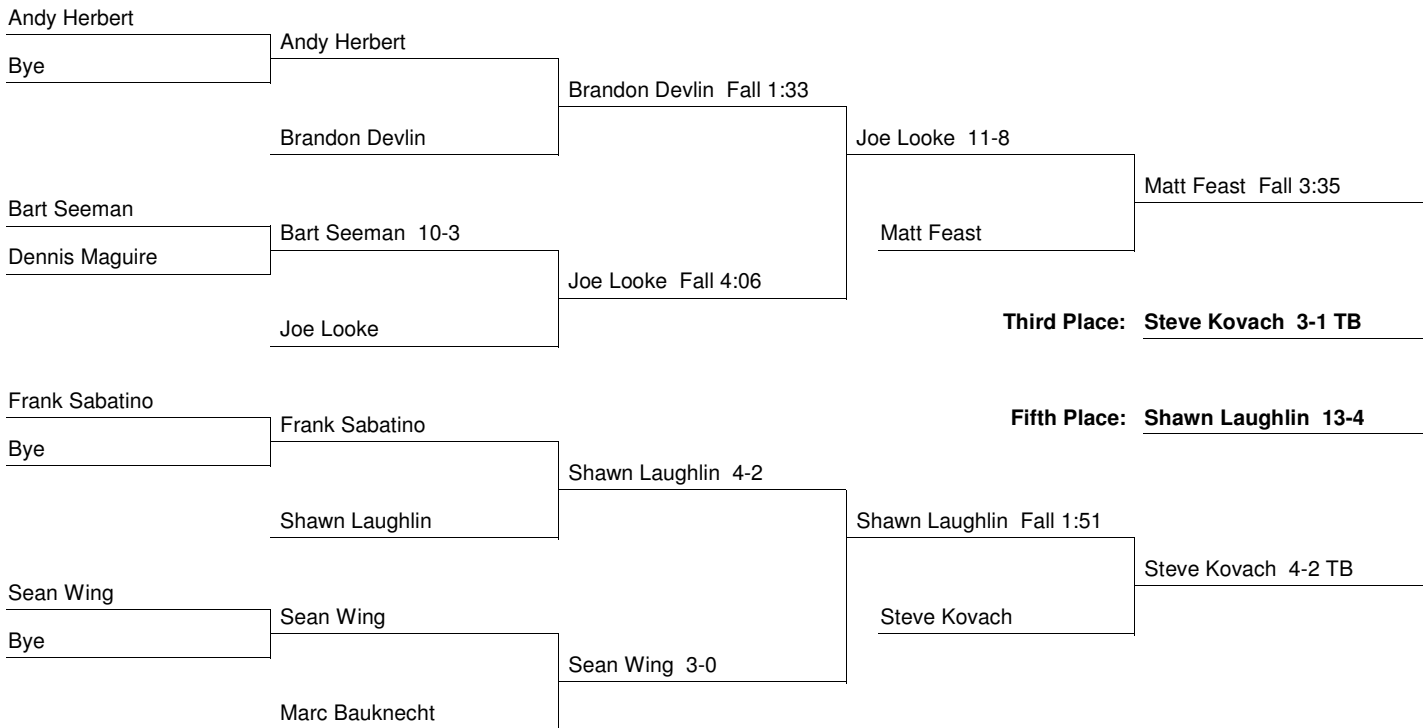 Andy Herbert
Andy Herbert
Bye
Brandon Devlin  Fall 1:33
Brandon Devlin
Joe Looke  11-8
Matt Feast  Fall 3:35
Bart Seeman
Bart Seeman  10-3
Matt Feast
Dennis Maguire
Joe Looke  Fall 4:06
Joe Looke
Third Place: Steve Kovach  3-1 TB
Frank Sabatino
Frank Sabatino
Fifth Place: Shawn Laughlin  13-4
Bye
Shawn Laughlin  4-2
Shawn Laughlin
Shawn Laughlin  Fall 1:51
Steve Kovach  4-2 TB
Sean Wing
Sean Wing
Steve Kovach
Bye
Sean Wing  3-0
Marc Bauknecht